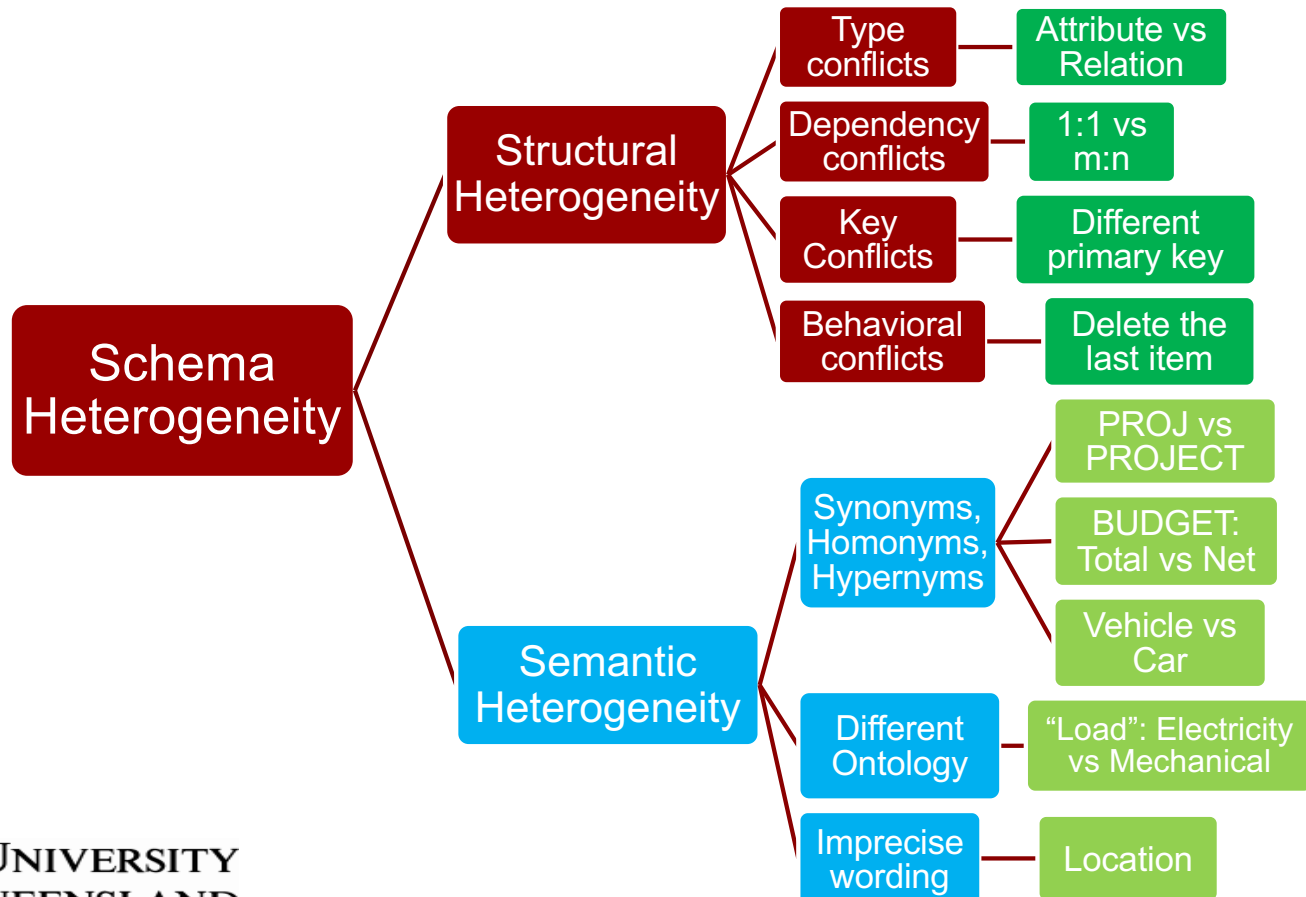 Schema
Heterogeneity
Structural
Heterogeneity
Type
conflicts
Attribute vs
Relation
Dependency
conflicts
1:1 vs
m:n
Key
Conflicts
Different
primary key
Behavioral
conflicts
Delete the
last item
Semantic
Heterogeneity
Synonyms,
Homonyms,
Hypernyms
PROJ vs
PROJECT
BUDGET:
Total vs Net
Vehicle vs
Car
Different
Ontology
“Load”: Electricity
vs Mechanical
Imprecise
wording
Location
UNIVERSITY